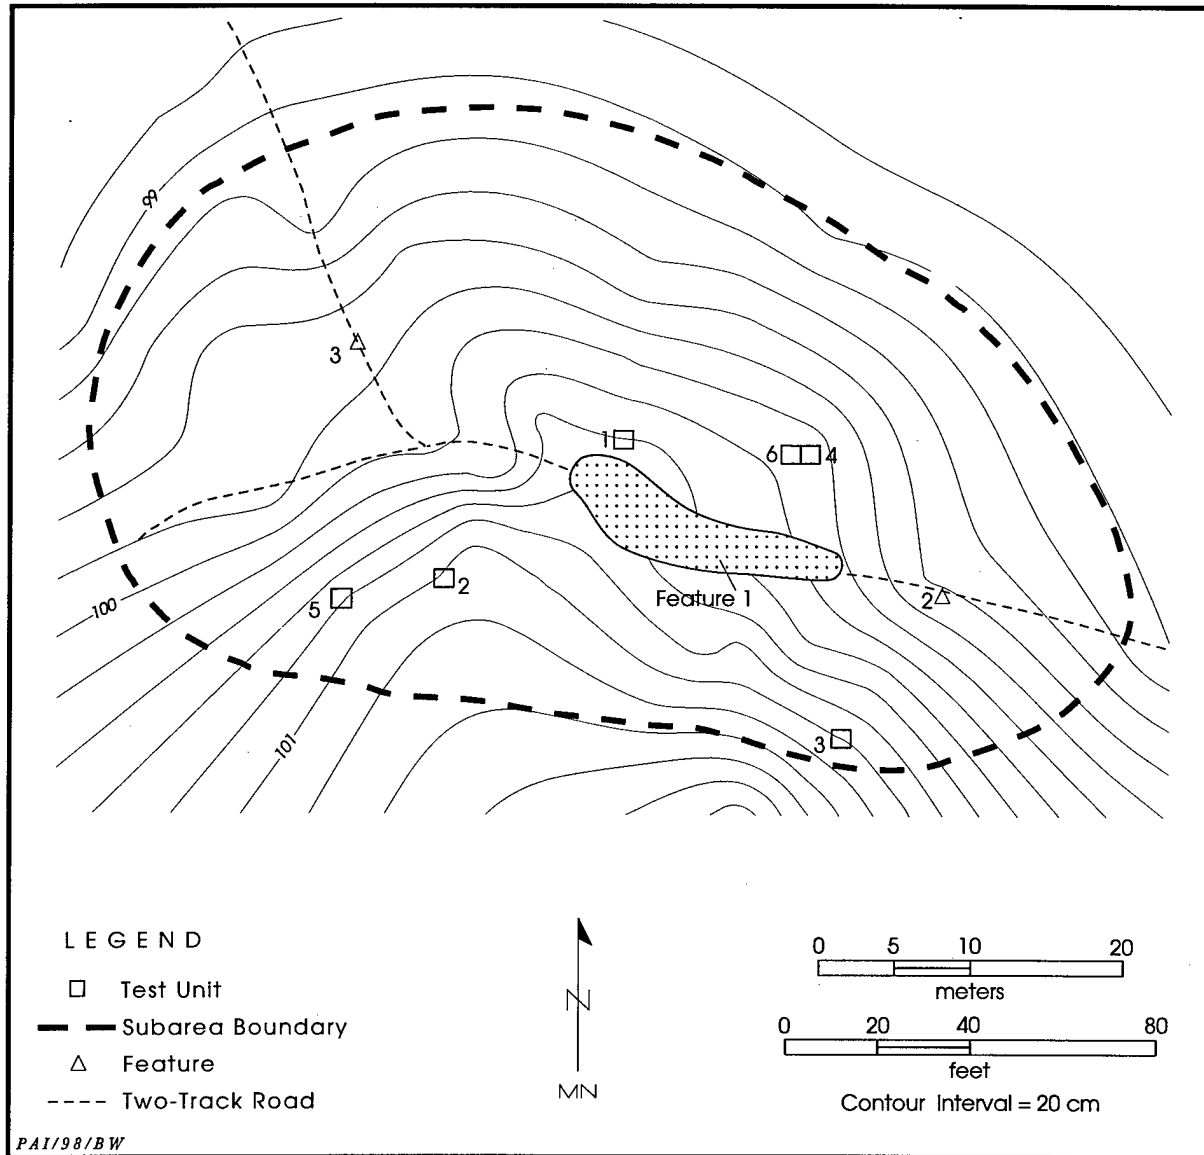 99
3
1
6 4
2
5
100
Feature 1
2
3
101
LEGEND
Test Unit
Subarea Boundary
Feature
Two-Track Road
N
MN
0 5 10 20
meters
0 20 40 80
feet
Contour Interval = 20 cm
PAI/98/BW